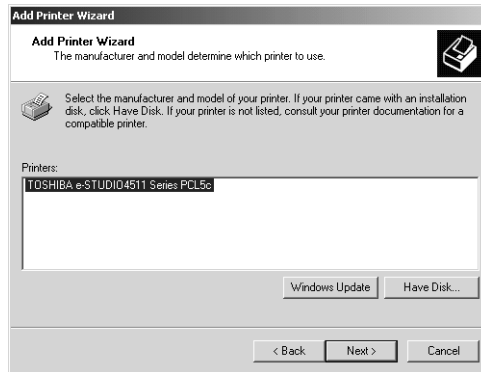 Add Printer Wizard
Add Printer Wizard
The manufacturer and model determine which printer to use.
Select the manufacturer and model of your printer. If your printer came with an installation
disk, click Have Disk. If your printer is not listed, consult your printer documentation for a
compatible printer.
Printers:
TOSHIBA e-STUDIO4511 Series PCL5c
Windows Update Have Disk...
< Back Next > Cancel